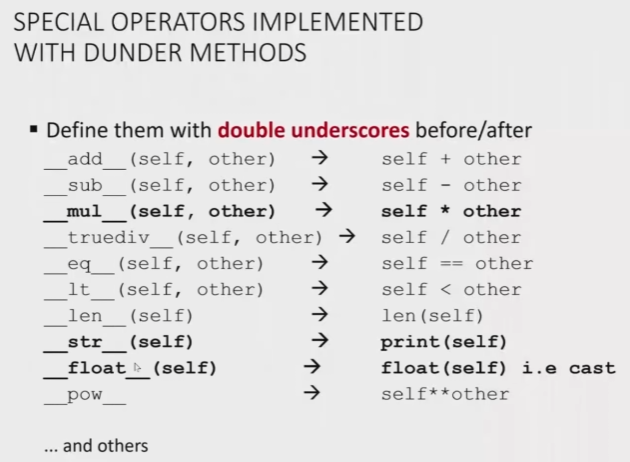 SPECIAL OPERATORS IMPLEMENTED
WITH DUNDER METHODS
▪ Define them with double underscores before/after
__add__(self, other) → self + other
__sub__(self, other) → self - other
__mul__(self, other) → self * other
__truediv__(self, other) → self / other
__eq__(self, other) → self == other
__lt__(self, other) → self < other
__len__(self) → len(self)
__str__(self) → print(self)
__float__(self) → float(self) i.e cast
__pow__ → self**other
... and others